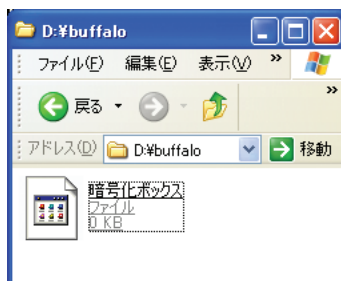 D:¥buffalo
ファイル(F) 編集(E) 表示(V) »
戻る »
アドレス(D) D:¥buffalo 移動
暗号化ボックス
ファイル
0 KB